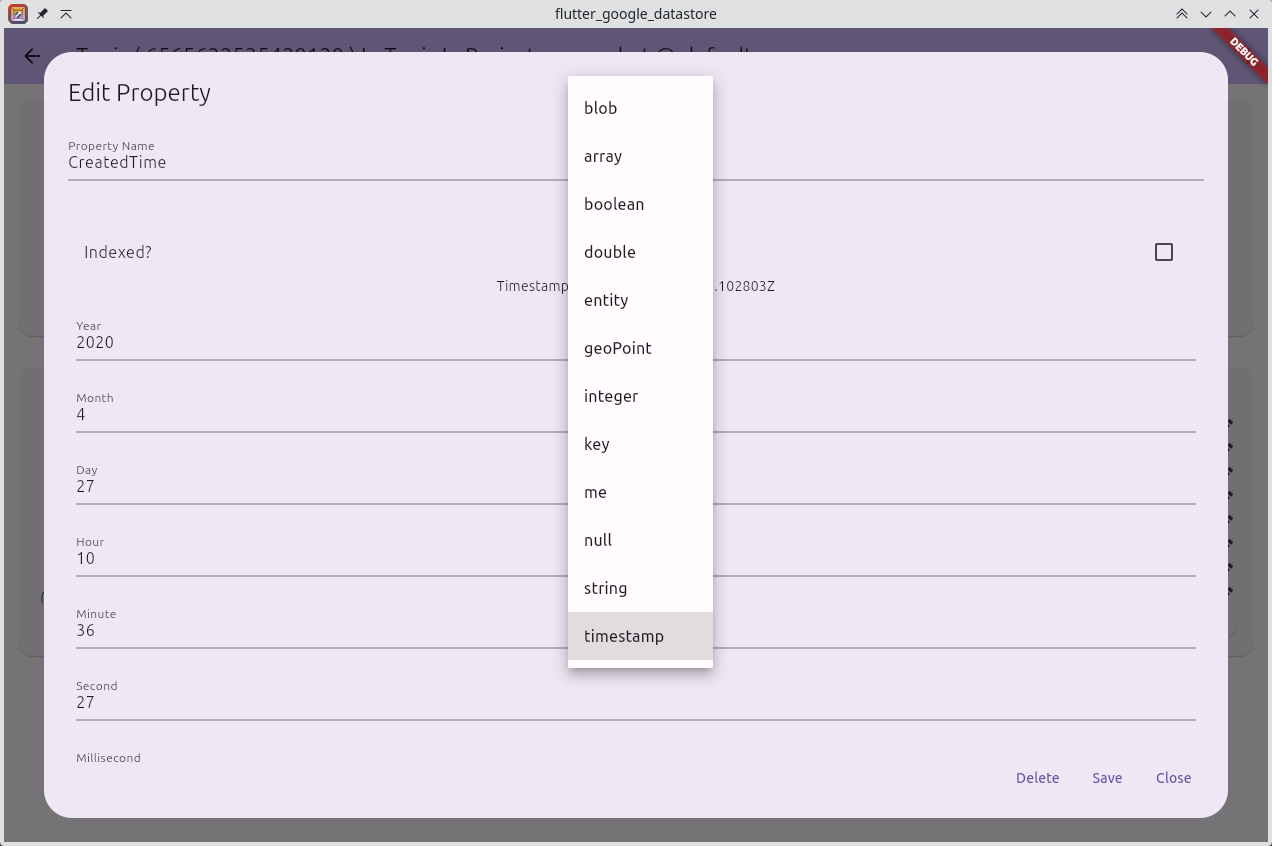 flutter_google_datastore
DEBUG
Edit Property
Property Name
CreatedTime
Indexed?
Timestamp
.102803Z
Year
2020
Month
4
Day
27
Hour
10
Minute
36
Second
27
Millisecond
blob
array
boolean
double
entity
geoPoint
integer
key
me
null
string
timestamp
Delete Save Close